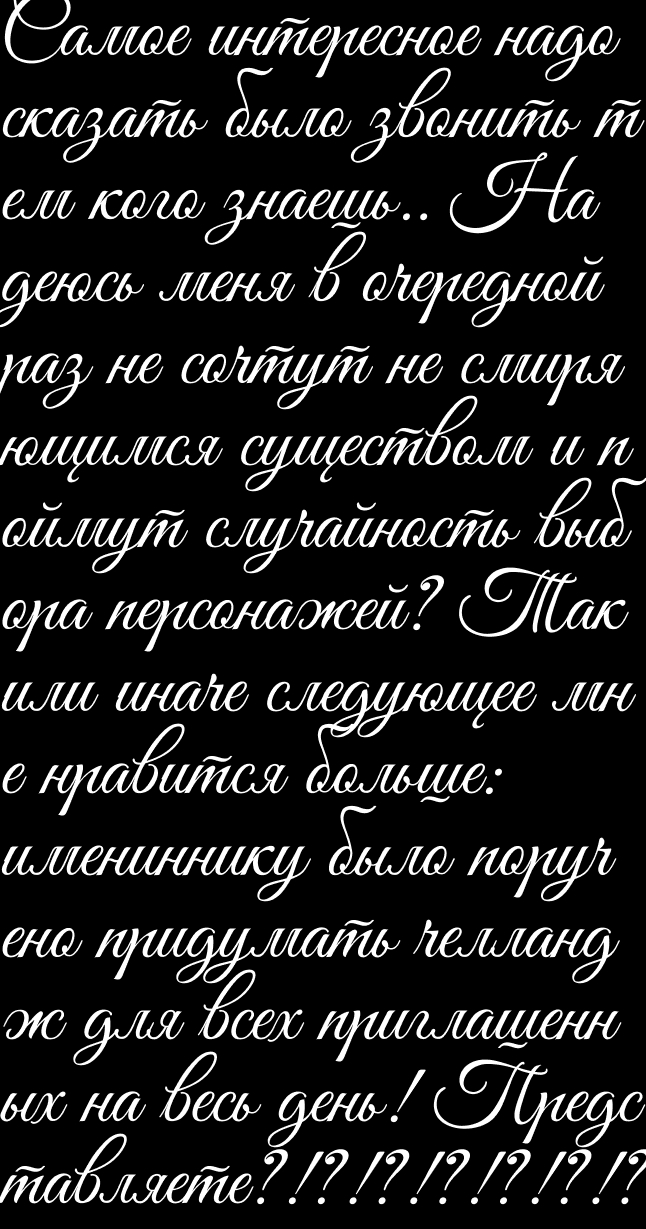 Самое интересное надо
сказать было звонить т
ем кого знаешь.. На
деюсь меня в очередной
раз не сочтут не смиря
ющимся существом и п
оймут случайность выб
ора персонажей? Так
или иначе следующее мн
е нравится больше:
имениннику было поруч
ено придумать челланд
ж для всех приглашенн
ых на весь день! Предс
тавляете?!?!?!?!?!?!?